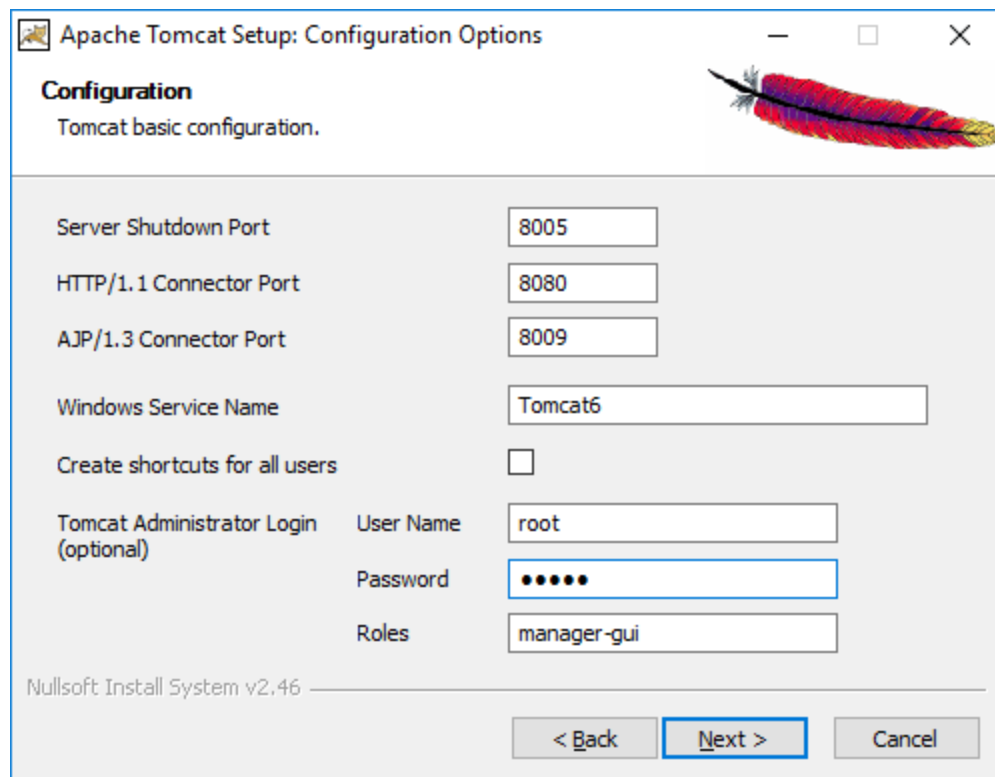 Apache Tomcat Setup: Configuration Options
Configuration
Tomcat basic configuration.
Server Shutdown Port 8005
HTTP/1.1 Connector Port 8080
AJP/1.3 Connector Port 8009
Windows Service Name Tomcat6
Create shortcuts for all users
Tomcat Administrator Login User Name root
(optional)
Password •••••
Roles manager-gui
Nullsoft Install System v2.46
< Back Next > Cancel